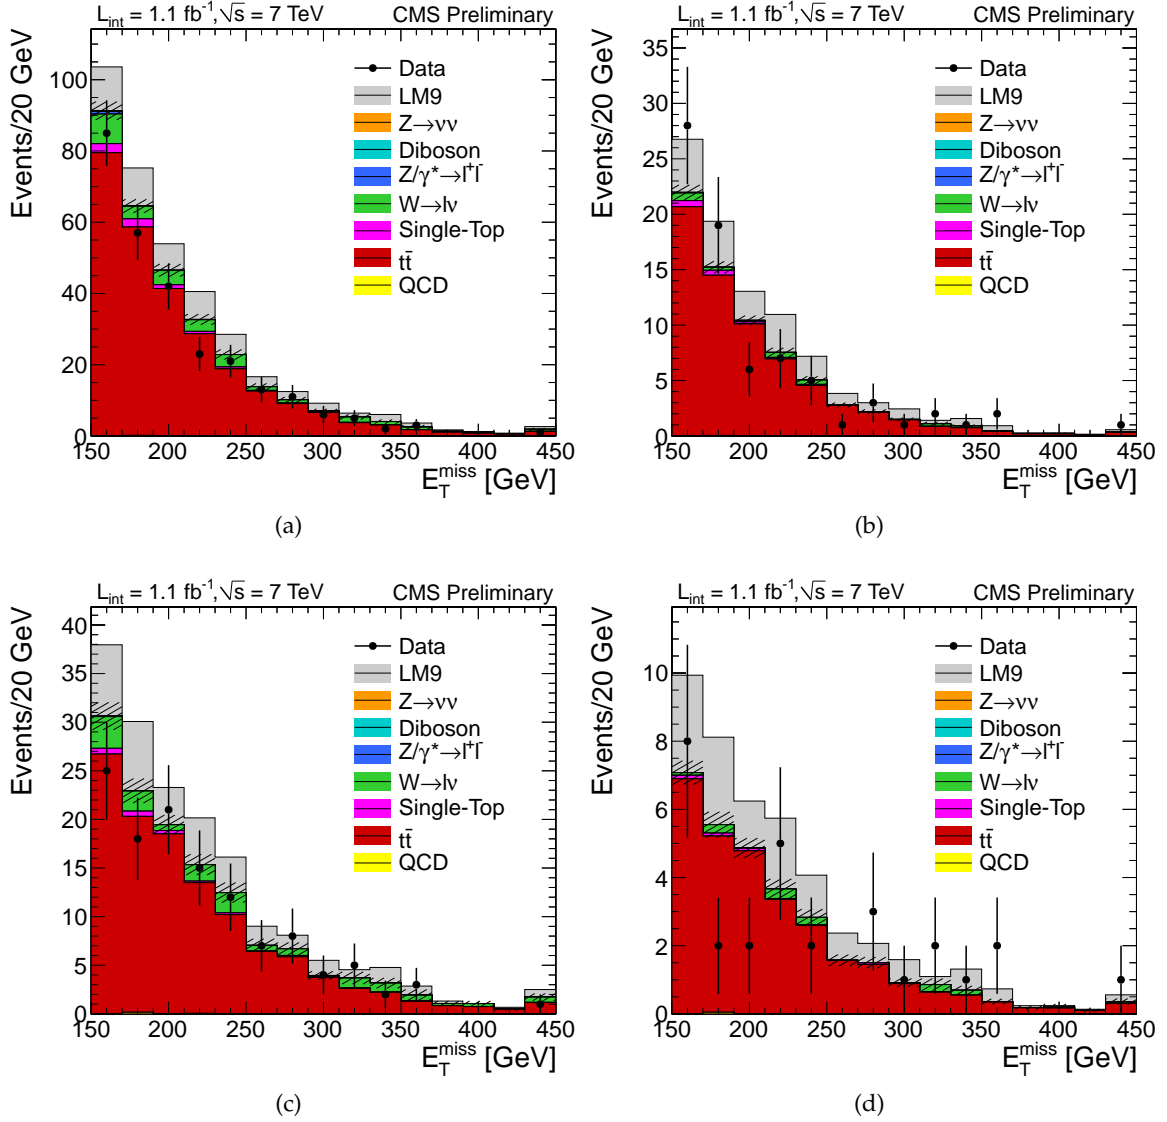 L_int = 1.1 fb⁻¹,√s = 7 TeV CMS Preliminary
Events/20 GeV
100
80
60
40
20
0
Data
LM9
Z→νν
Diboson
Z/γ*→l⁺l⁻
W→lν
Single-Top
tt̄
QCD
150 200 250 300 350 400 450
E_T^miss [GeV]
(a)
L_int = 1.1 fb⁻¹,√s = 7 TeV CMS Preliminary
Events/20 GeV
35
30
25
20
15
10
5
0
Data
LM9
Z→νν
Diboson
Z/γ*→l⁺l⁻
W→lν
Single-Top
tt̄
QCD
150 200 250 300 350 400 450
E_T^miss [GeV]
(b)
L_int = 1.1 fb⁻¹,√s = 7 TeV CMS Preliminary
Events/20 GeV
40
35
30
25
20
15
10
5
0
Data
LM9
Z→νν
Diboson
Z/γ*→l⁺l⁻
W→lν
Single-Top
tt̄
QCD
150 200 250 300 350 400 450
E_T^miss [GeV]
(c)
L_int = 1.1 fb⁻¹,√s = 7 TeV CMS Preliminary
Events/20 GeV
10
8
6
4
2
0
Data
LM9
Z→νν
Diboson
Z/γ*→l⁺l⁻
W→lν
Single-Top
tt̄
QCD
150 200 250 300 350 400 450
E_T^miss [GeV]
(d)